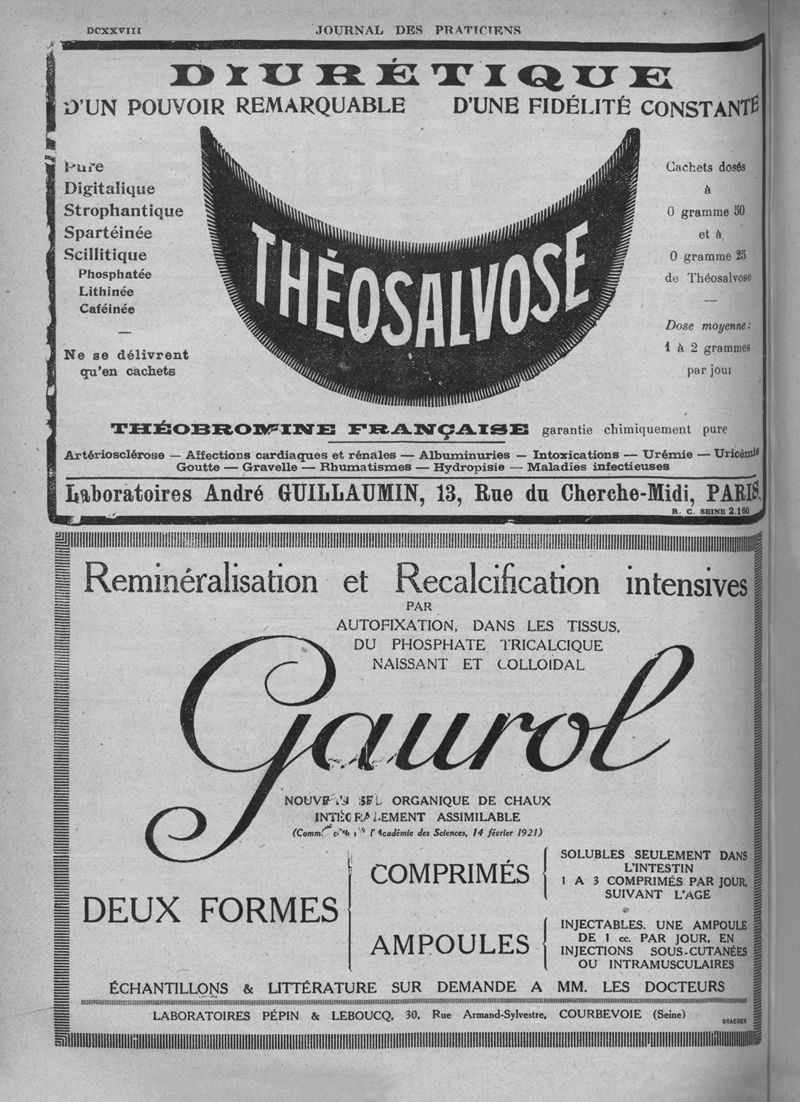 DCXXVIII JOURNAL DES PRATICIENS
DIURÉTIQUE
D'UN POUVOIR REMARQUABLE D'UNE FIDÉLITÉ CONSTANTE
Pure
Digitalique
Strophantique
Spartéinée
Scillitique
Phosphatée
Lithinée
Caféinée
—
Ne se délivrent
qu'en cachets
THÉOSALVOSE
Cachets dosés
à
0 gramme 50
et à
0 gramme 25
de Théosalvose
—
Dose moyenne:
1 à 2 grammes
par jour
THÉOBROMINE FRANÇAISE garantie chimiquement pure
Artériosclérose — Affections cardiaques et rénales — Albuminuries — Intoxications — Urémie — Uricémie
Goutte — Gravelle — Rhumatismes — Hydropisie — Maladies infectieuses
Laboratoires André GUILLAUMIN, 13, Rue du Cherche-Midi, PARIS.
R. C. SEINE 2.160
Reminéralisation et Recalcification intensives
PAR
AUTOFIXATION, DANS LES TISSUS,
DU PHOSPHATE TRICALCIQUE
NAISSANT ET COLLOIDAL
Gaurol
NOUVEAU SEL ORGANIQUE DE CHAUX
INTÉGRALEMENT ASSIMILABLE
(Comm. l'Académie des Sciences, 14 février 1921)
DEUX FORMES
COMPRIMÉS
SOLUBLES SEULEMENT DANS
L'INTESTIN
1 A 3 COMPRIMÉS PAR JOUR,
SUIVANT L'AGE
AMPOULES
INJECTABLES. UNE AMPOULE
DE 1 cc. PAR JOUR, EN
INJECTIONS SOUS-CUTANÉES
OU INTRAMUSCULAIRES
ÉCHANTILLONS & LITTÉRATURE SUR DEMANDE A MM. LES DOCTEURS
LABORATOIRES PÉPIN & LEBOUCQ, 30, Rue Armand-Sylvestre, COURBEVOIE (Seine)
DRAEGER